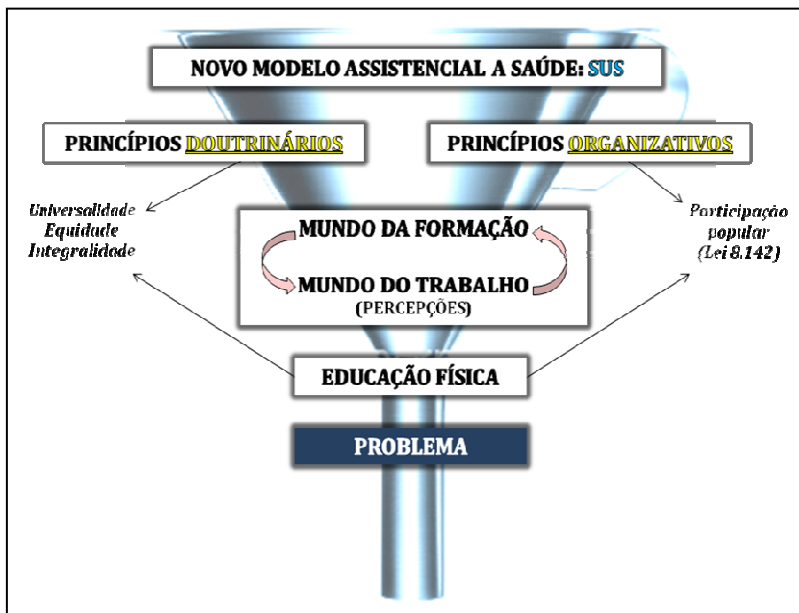 NOVO MODELO ASSISTENCIAL A SAÚDE: SUS
PRINCÍPIOS DOUTRINÁRIOS
PRINCÍPIOS ORGANIZATIVOS
Universalidade
Equidade
Integralidade
MUNDO DA FORMAÇÃO
MUNDO DO TRABALHO
(PERCEPÇÕES)
Participação
popular
(Lei 8.142)
EDUCAÇÃO FÍSICA
PROBLEMA